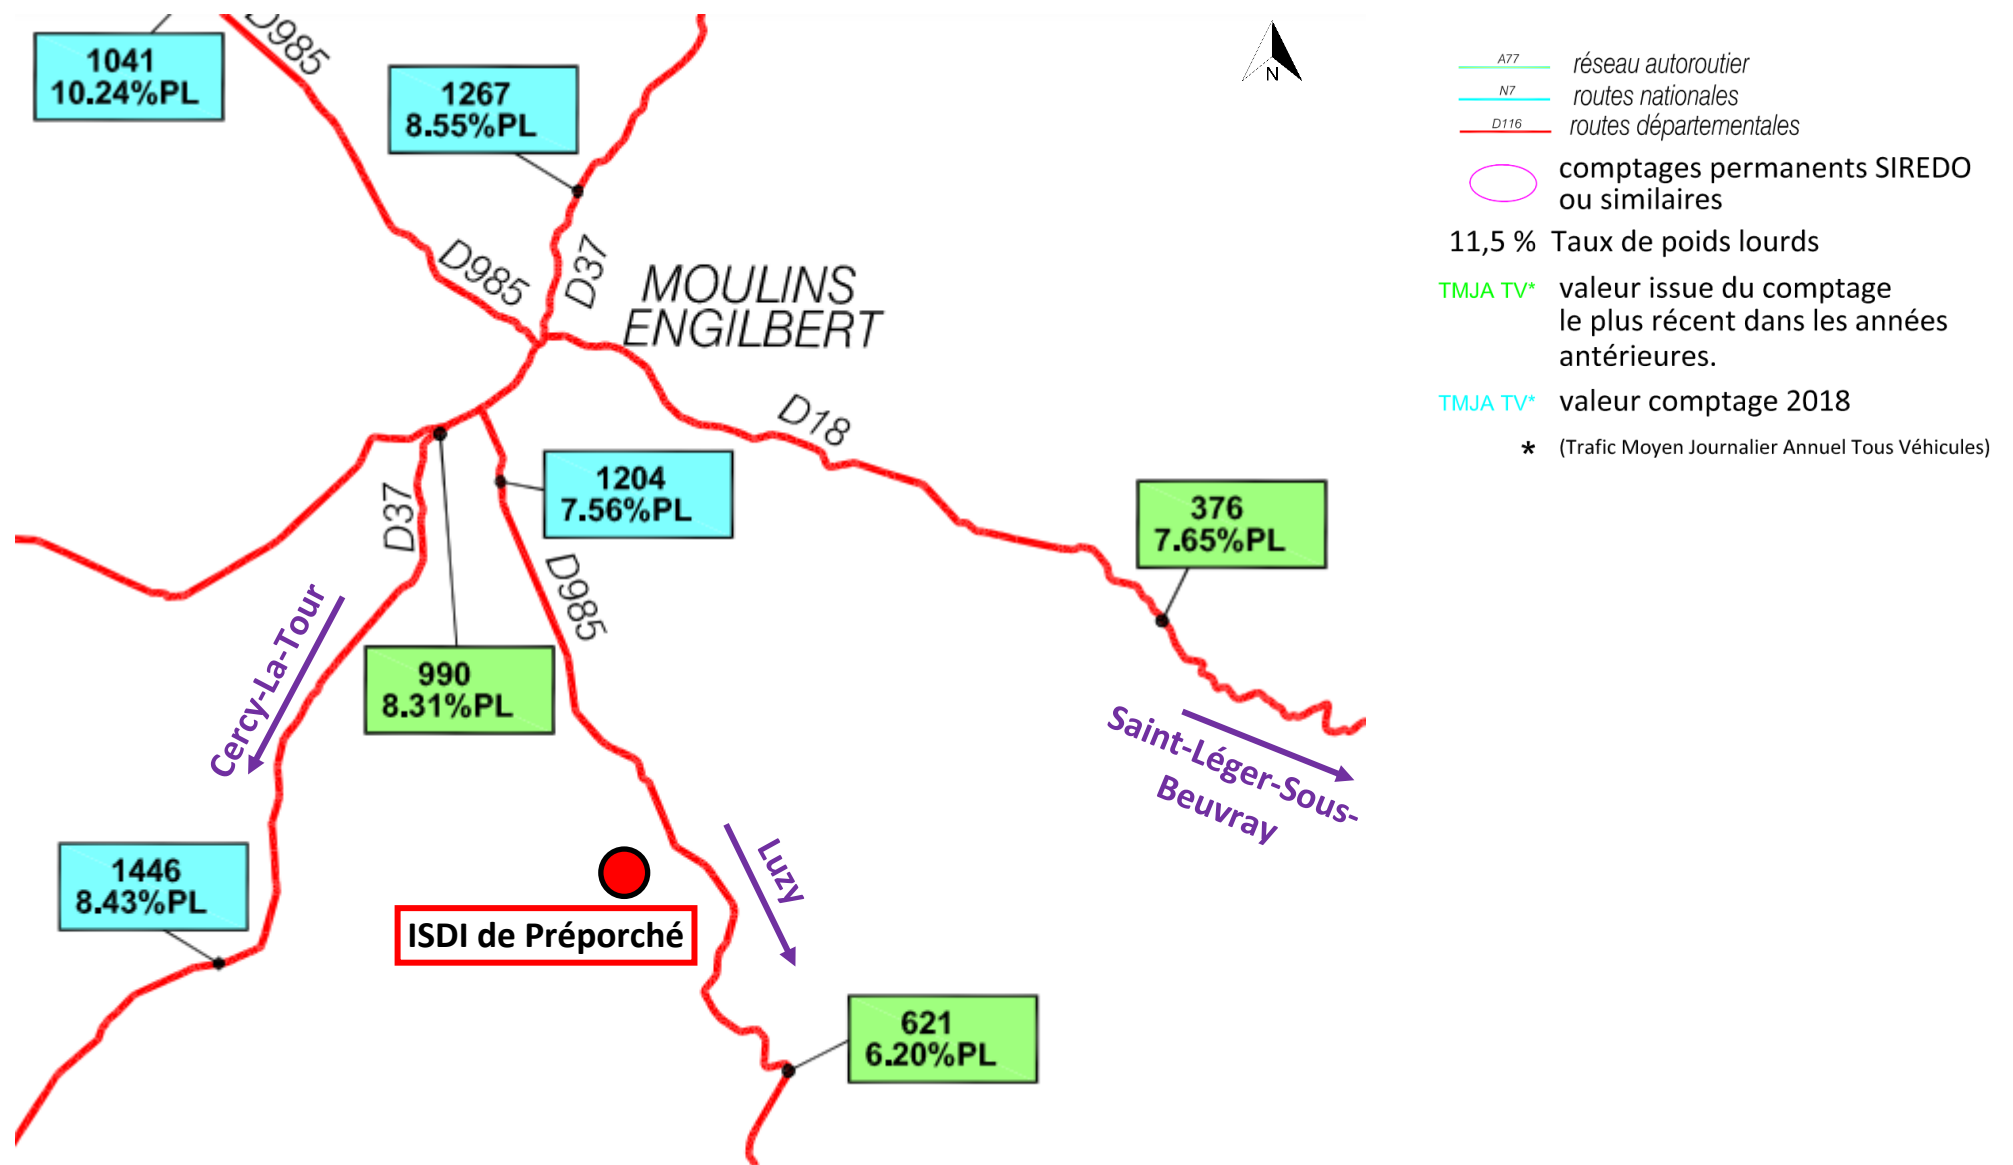 D985
1041
10.24%PL
1267
8.55%PL
N
A77
réseau autoroutier
N7
routes nationales
D116
routes départementales
comptages permanents SIREDO
ou similaires
11,5 % Taux de poids lourds
TMJA TV* valeur issue du comptage
le plus récent dans les années
antérieures.
TMJA TV* valeur comptage 2018
* (Trafic Moyen Journalier Annuel Tous Véhicules)
D985
D37
MOULINS
ENGILBERT
D18
1204
7.56%PL
376
7.65%PL
D37
D985
Cercy-La-Tour
990
8.31%PL
Saint-Léger-Sous-
Beuvray
Luzy
1446
8.43%PL
ISDI de Préporché
621
6.20%PL